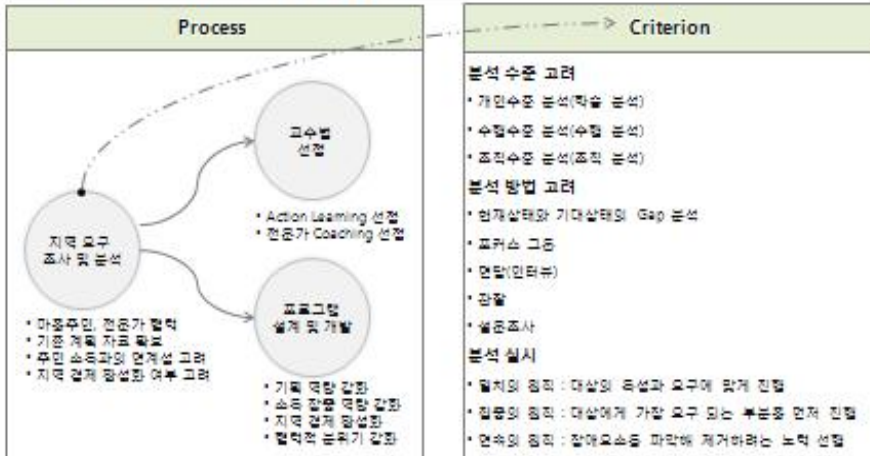 Process
교수법
선정
• Action Learning 선정
• 전문가 Coaching 선정
지역 요구
조사 및 분석
• 마을주민, 전문가 협력
• 기존 계획 자료 확보
• 주민 소득과의 연계성 고려
• 지역 경제 활성화 여부 고려
프로그램
설계 및 개발
• 기획 역량 강화
• 소득 창출 역량 강화
• 지역 경제 활성화
• 협력적 분위기 강화
Criterion
분석 수준 고려
• 개인수준 분석(학습 분석)
• 수행수준 분석(수행 분석)
• 조직수준 분석(조직 분석)
분석 방법 고려
• 현재상태와 기대상태의 Gap 분석
• 포커스 그룹
• 면담(인터뷰)
• 관찰
• 설문조사
분석 실시
• 일치의 원칙 : 대상의 특성과 요구에 맞게 진행
• 집중의 원칙 : 대상에게 가장 요구 되는 부분을 먼저 진행
• 연속의 원칙 : 장애요소를 파악해 제거하려는 노력 선행